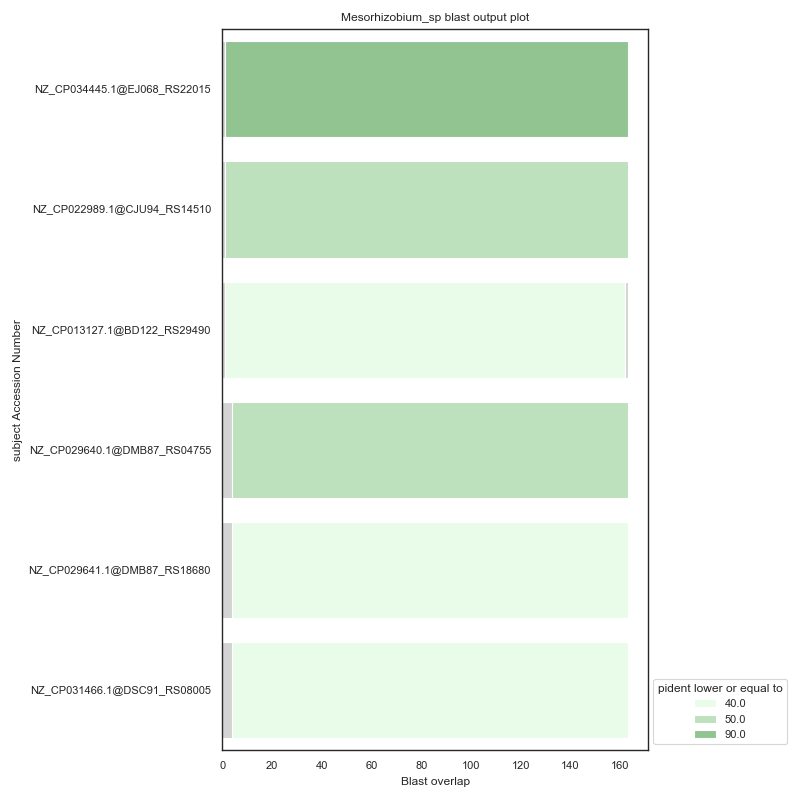 Mesorhizobium_sp blast output plot
NZ_CP034445.1@EJ068_RS22015
NZ_CP022989.1@CJU94_RS14510
NZ_CP013127.1@BD122_RS29490
NZ_CP029640.1@DMB87_RS04755
NZ_CP029641.1@DMB87_RS18680
NZ_CP031466.1@DSC91_RS08005
subject Accession Number
0 20 40 60 80 100 120 140 160
Blast overlap
pident lower or equal to
40.0
50.0
90.0